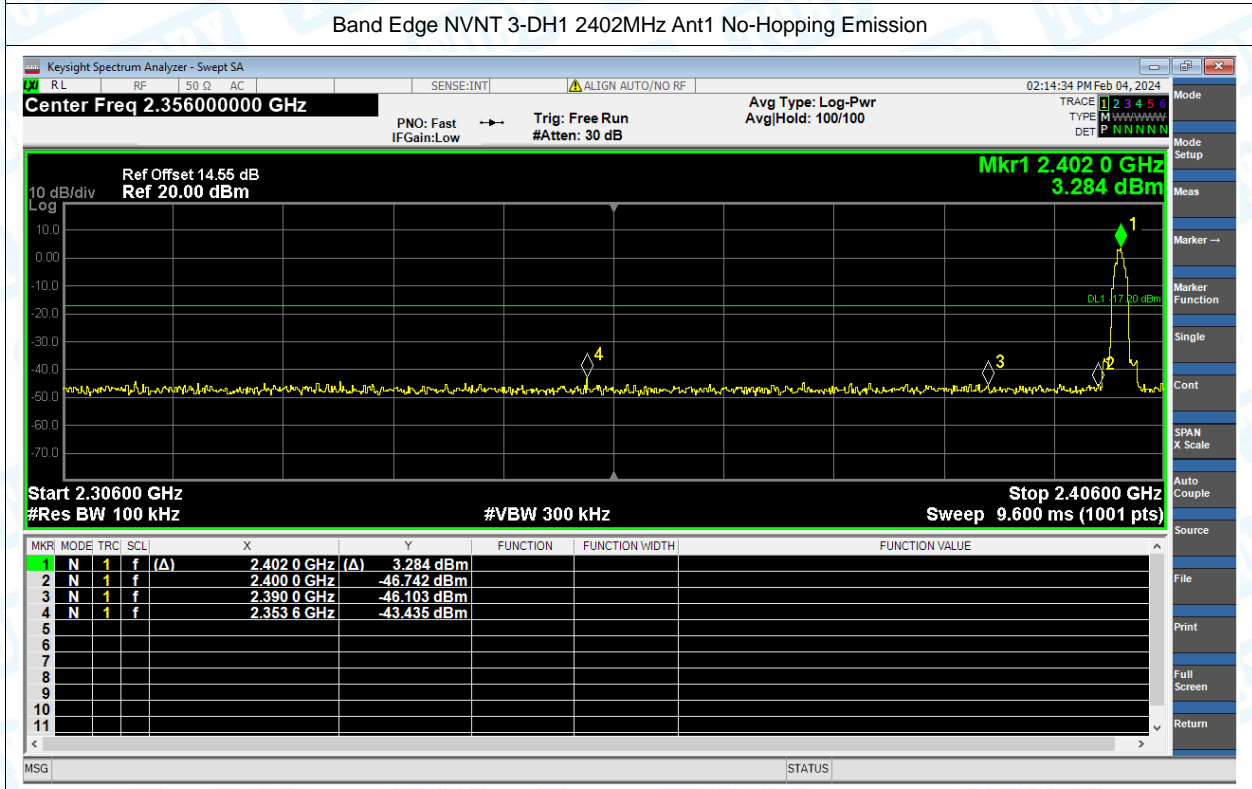 Band Edge NVNT 3-DH1 2402MHz Ant1 No-Hopping Emission
Keysight Spectrum Analyzer - Swept SA
LXI RL RF 50 Ω AC SENSE:INT ALIGN AUTO/NO RF 02:14:34 PM Feb 04, 2024
Center Freq 2.356000000 GHz
PNO: Fast
IFGain:Low
Trig: Free Run
#Atten: 30 dB
Avg Type: Log-Pwr
Avg|Hold: 100/100
TRACE 1 2 3 4 5 6
TYPE M WWWWW
DET P N N N N N
Mkr1 2.402 0 GHz
3.284 dBm
Ref Offset 14.55 dB
10 dB/div Ref 20.00 dBm
Log
10.0
0.00
-10.0
-20.0
-30.0
-40.0
-50.0
-60.0
-70.0
1
DL1 -17.20 dBm
4
3
2
Start 2.30600 GHz
Stop 2.40600 GHz
#Res BW 100 kHz
#VBW 300 kHz
Sweep 9.600 ms (1001 pts)
MKR MODE TRC SCL X Y FUNCTION FUNCTION WIDTH FUNCTION VALUE
1 N 1 f (Δ) 2.402 0 GHz (Δ) 3.284 dBm
2 N 1 f 2.400 0 GHz -46.742 dBm
3 N 1 f 2.390 0 GHz -46.103 dBm
4 N 1 f 2.353 6 GHz -43.435 dBm
5
6
7
8
9
10
11
MSG STATUS
Mode
Mode
Setup
Meas
Marker →
Marker
Function
Single
Cont
SPAN
X Scale
Auto
Couple
Source
File
Print
Full
Screen
Return